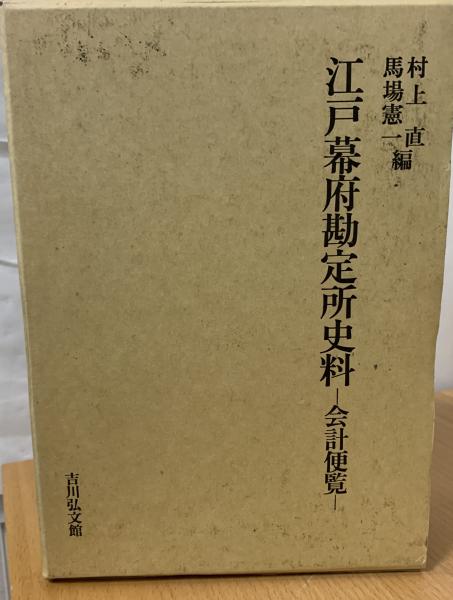 村上 直
馬場憲一編
江戸幕府勘定所史料―会計便覧―
吉川弘文館